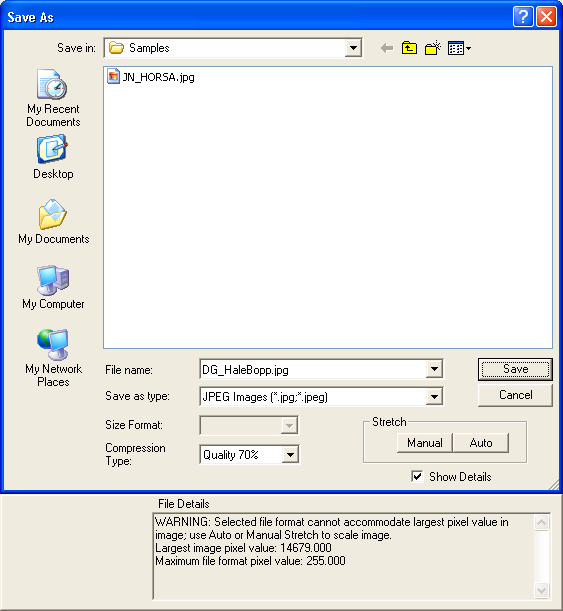 Save As
Save in:
Samples
JN_HORSA.jpg
My Recent
Documents
Desktop
My Documents
My Computer
My Network
Places
File name:
DG_HaleBopp.jpg
Save
Save as type:
JPEG Images (*.jpg;*.jpeg)
Cancel
Size Format:
Stretch
Manual
Auto
Compression
Type:
Quality 70%
Show Details
File Details
WARNING: Selected file format cannot accommodate largest pixel value in
image; use Auto or Manual Stretch to scale image.
Largest image pixel value: 14679.000
Maximum file format pixel value: 255.000